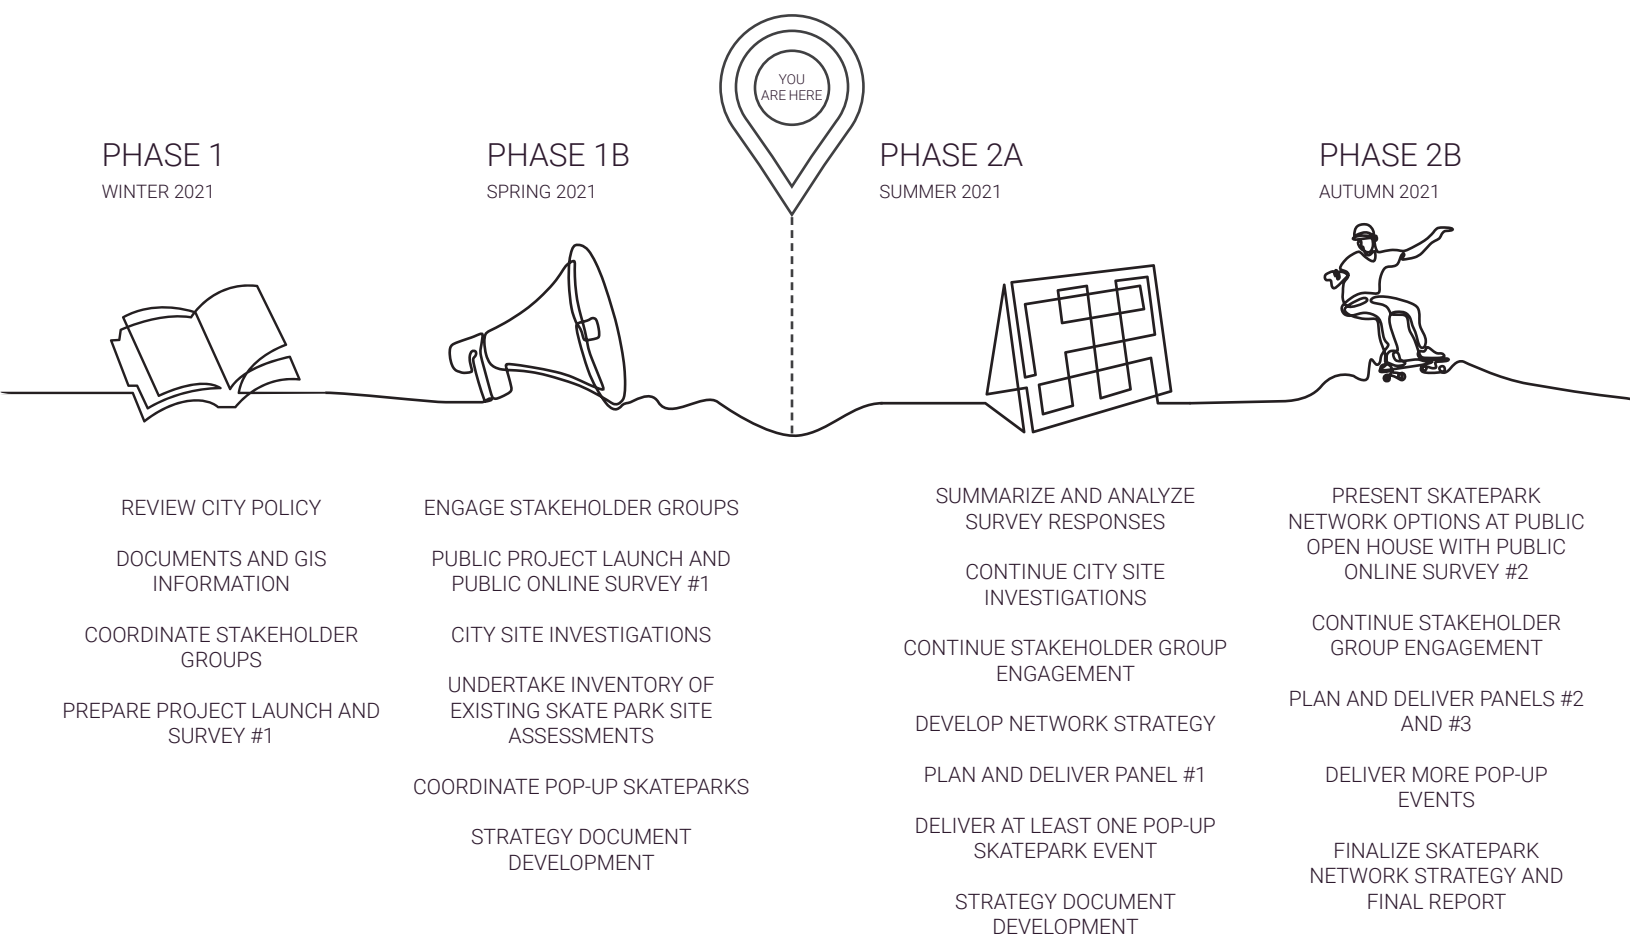 YOU
ARE HERE
PHASE 1
WINTER 2021
PHASE 1B
SPRING 2021
PHASE 2A
SUMMER 2021
PHASE 2B
AUTUMN 2021
REVIEW CITY POLICY
DOCUMENTS AND GIS
INFORMATION
COORDINATE STAKEHOLDER
GROUPS
PREPARE PROJECT LAUNCH AND
SURVEY #1
ENGAGE STAKEHOLDER GROUPS
PUBLIC PROJECT LAUNCH AND
PUBLIC ONLINE SURVEY #1
CITY SITE INVESTIGATIONS
UNDERTAKE INVENTORY OF
EXISTING SKATE PARK SITE
ASSESSMENTS
COORDINATE POP-UP SKATEPARKS
STRATEGY DOCUMENT
DEVELOPMENT
SUMMARIZE AND ANALYZE
SURVEY RESPONSES
CONTINUE CITY SITE
INVESTIGATIONS
CONTINUE STAKEHOLDER GROUP
ENGAGEMENT
DEVELOP NETWORK STRATEGY
PLAN AND DELIVER PANEL #1
DELIVER AT LEAST ONE POP-UP
SKATEPARK EVENT
STRATEGY DOCUMENT
DEVELOPMENT
PRESENT SKATEPARK
NETWORK OPTIONS AT PUBLIC
OPEN HOUSE WITH PUBLIC
ONLINE SURVEY #2
CONTINUE STAKEHOLDER
GROUP ENGAGEMENT
PLAN AND DELIVER PANELS #2
AND #3
DELIVER MORE POP-UP
EVENTS
FINALIZE SKATEPARK
NETWORK STRATEGY AND
FINAL REPORT